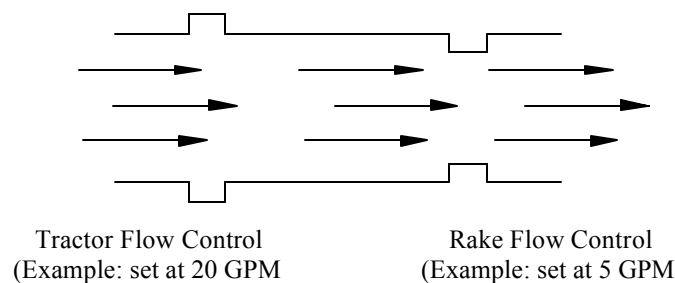 Tractor Flow Control
(Example: set at 20 GPM
Rake Flow Control
(Example: set at 5 GPM